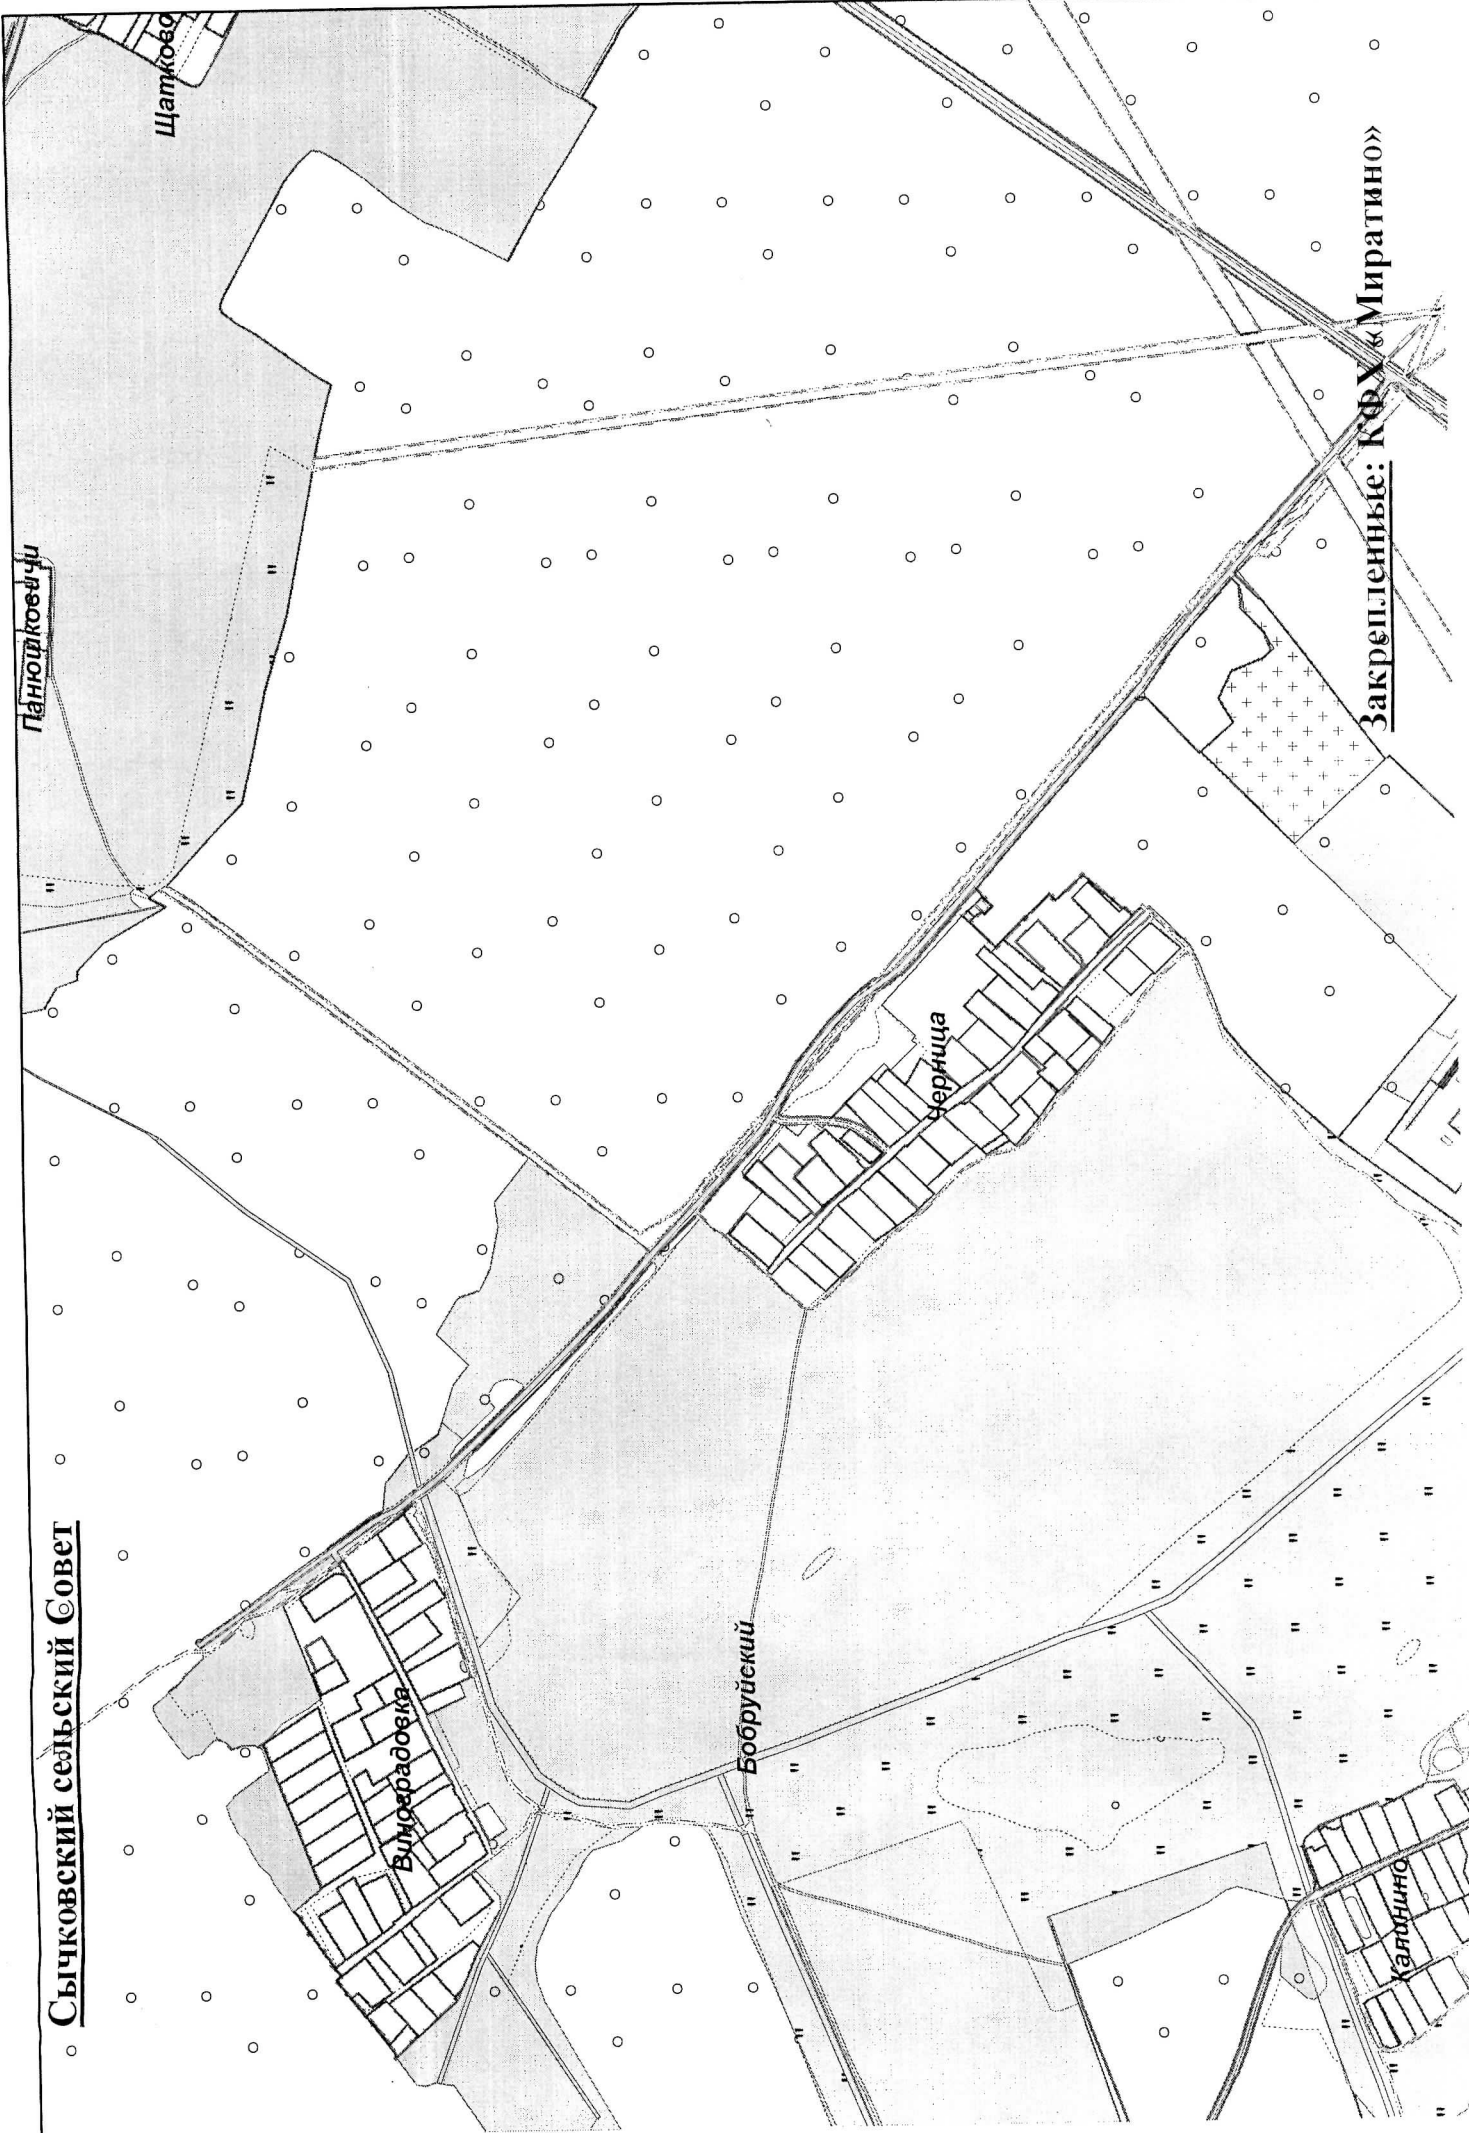 Сычковский сельский Совет
Панюшковичи
Щатково
Виноградовка
Черница
Бобруйский
Калинино
Закрепленные: КФХ «Миратино»